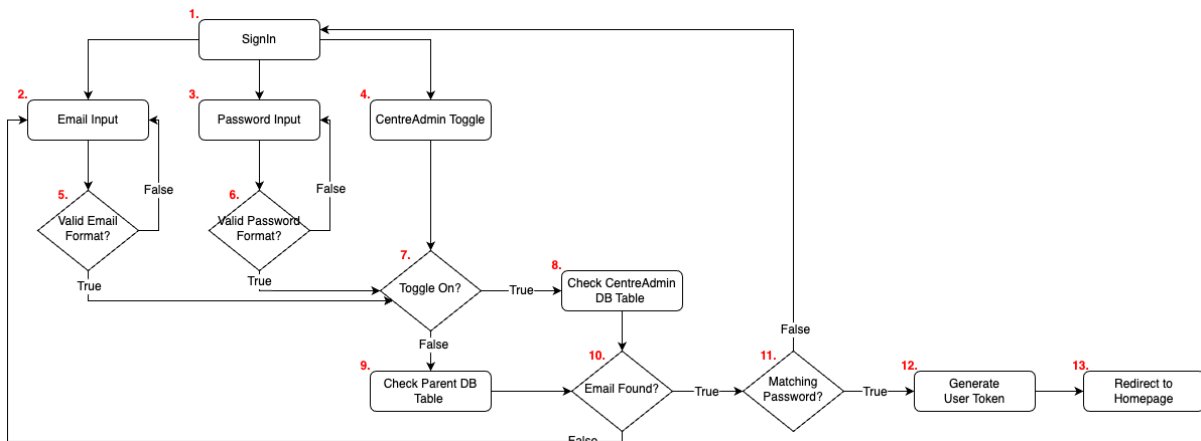 1.
SignIn
2.
Email Input
3.
Password Input
4.
CentreAdmin Toggle
5.
Valid Email
Format?
False
True
6.
Valid Password
Format?
False
True
7.
Toggle On?
True
False
8.
Check CentreAdmin
DB Table
9.
Check Parent DB
Table
10.
Email Found?
True
False
11.
Matching
Password?
False
True
12.
Generate
User Token
13.
Redirect to
Homepage